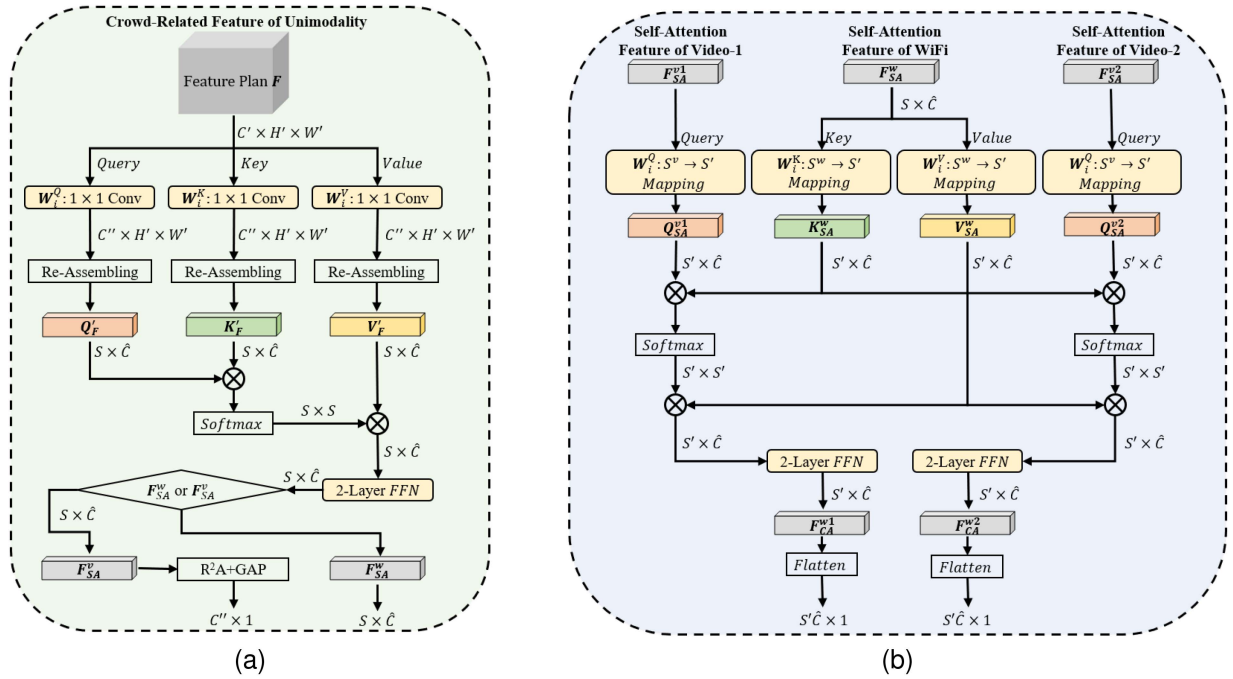 Crowd-Related Feature of Unimodality
Feature Plan F
C′ × H′ × W′
Query
Key
Value
W_i^Q: 1 × 1 Conv
W_i^K: 1 × 1 Conv
W_i^V: 1 × 1 Conv
C′′ × H′ × W′
C′′ × H′ × W′
C′′ × H′ × W′
Re-Assembling
Re-Assembling
Re-Assembling
Q′_F
K′_F
V′_F
S × Ĉ
S × Ĉ
S × Ĉ
Softmax
S × S
S × Ĉ
S × Ĉ
F_SA^w or F_SA^v
2-Layer FFN
S × Ĉ
F_SA^v
R²A+GAP
F_SA^w
C′′ × 1
S × Ĉ
(a)
Self-Attention
Feature of Video-1
Self-Attention
Feature of WiFi
Self-Attention
Feature of Video-2
F_SA^v1
F_SA^w
F_SA^v2
S × Ĉ
Query
Key
Value
Query
W_i^Q: S^v → S′
Mapping
W_i^K: S^w → S′
Mapping
W_i^V: S^w → S′
Mapping
W_i^Q: S^v → S′
Mapping
Q_SA^v1
K_SA^w
V_SA^w
Q_SA^v2
S′ × Ĉ
S′ × Ĉ
S′ × Ĉ
S′ × Ĉ
Softmax
Softmax
S′ × S′
S′ × S′
S′ × Ĉ
S′ × Ĉ
2-Layer FFN
2-Layer FFN
S′ × Ĉ
S′ × Ĉ
F_CA^w1
F_CA^w2
Flatten
Flatten
S′Ĉ × 1
S′Ĉ × 1
(b)